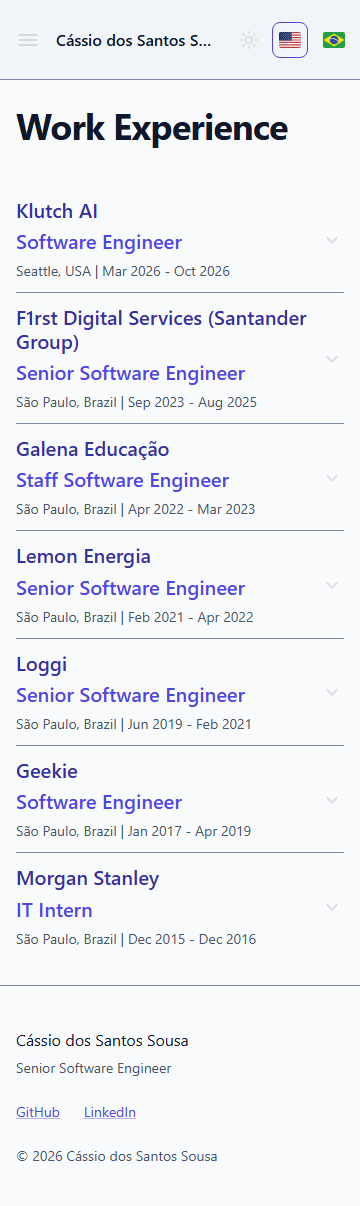 Cássio dos Santos S...
Work Experience
Klutch AI
Software Engineer
Seattle, USA | Mar 2026 - Oct 2026
F1rst Digital Services (Santander
Group)
Senior Software Engineer
São Paulo, Brazil | Sep 2023 - Aug 2025
Galena Educação
Staff Software Engineer
São Paulo, Brazil | Apr 2022 - Mar 2023
Lemon Energia
Senior Software Engineer
São Paulo, Brazil | Feb 2021 - Apr 2022
Loggi
Senior Software Engineer
São Paulo, Brazil | Jun 2019 - Feb 2021
Geekie
Software Engineer
São Paulo, Brazil | Jan 2017 - Apr 2019
Morgan Stanley
IT Intern
São Paulo, Brazil | Dec 2015 - Dec 2016
Cássio dos Santos Sousa
Senior Software Engineer
GitHub LinkedIn
© 2026 Cássio dos Santos Sousa